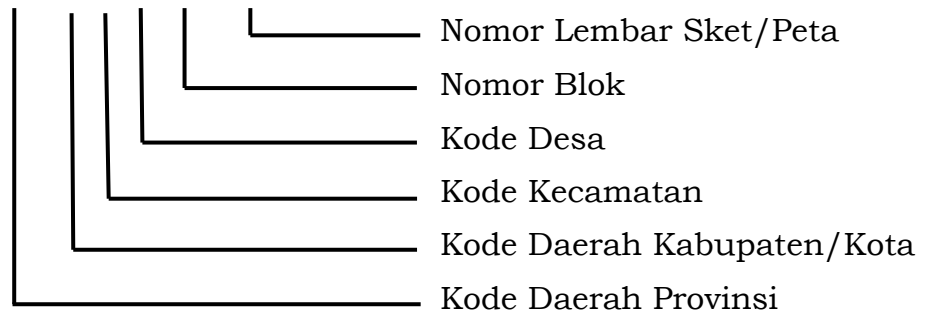 Nomor Lembar Sket/Peta
Nomor Blok
Kode Desa
Kode Kecamatan
Kode Daerah Kabupaten/Kota
Kode Daerah Provinsi